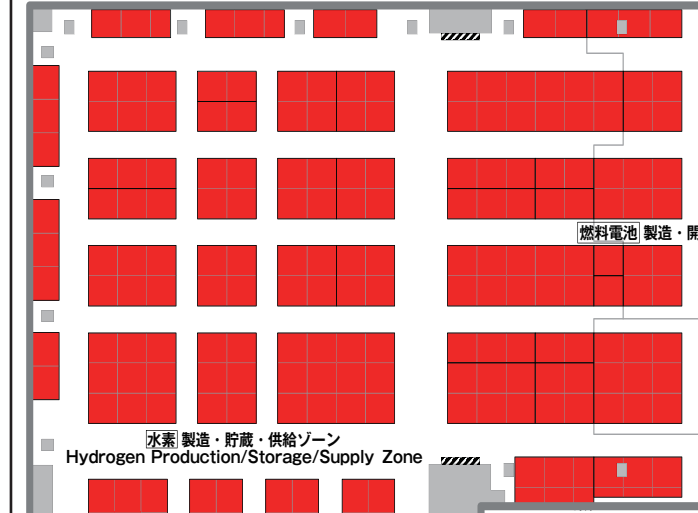 燃料電池 製造・開
水素 製造・貯蔵・供給ゾーン
Hydrogen Production/Storage/Supply Zone